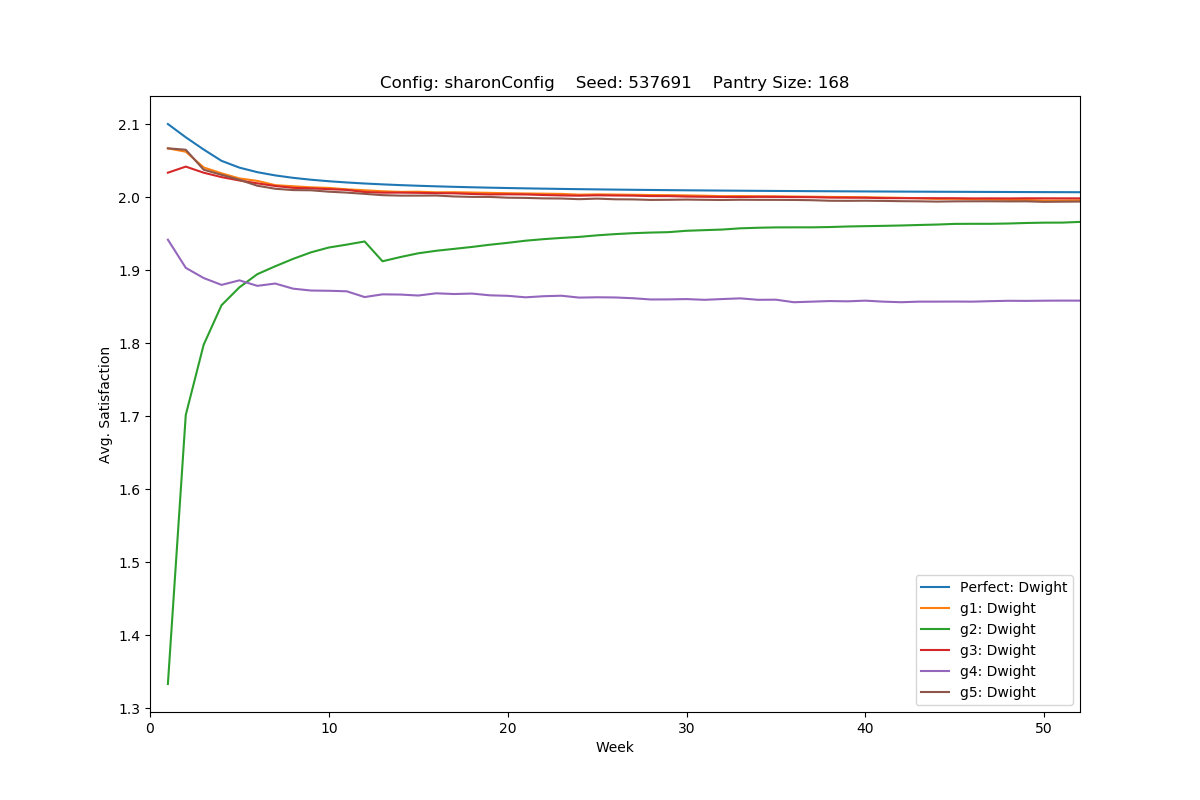 Config: sharonConfig    Seed: 537691    Pantry Size: 168
Avg. Satisfaction
2.1
2.0
1.9
1.8
1.7
1.6
1.5
1.4
1.3
0 10 20 30 40 50
Week
Perfect: Dwight
g1: Dwight
g2: Dwight
g3: Dwight
g4: Dwight
g5: Dwight